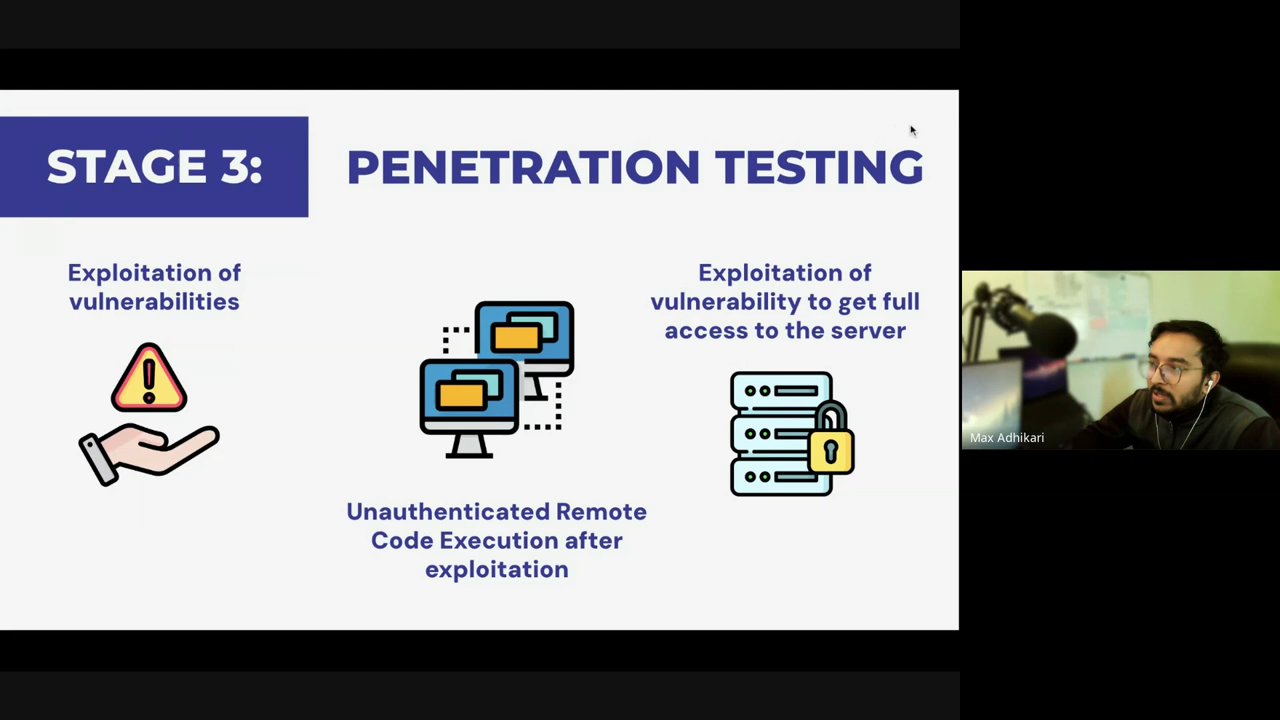 STAGE 3:
PENETRATION TESTING
Exploitation of
vulnerabilities
Unauthenticated Remote
Code Execution after
exploitation
Exploitation of
vulnerability to get full
access to the server
Max Adhikari